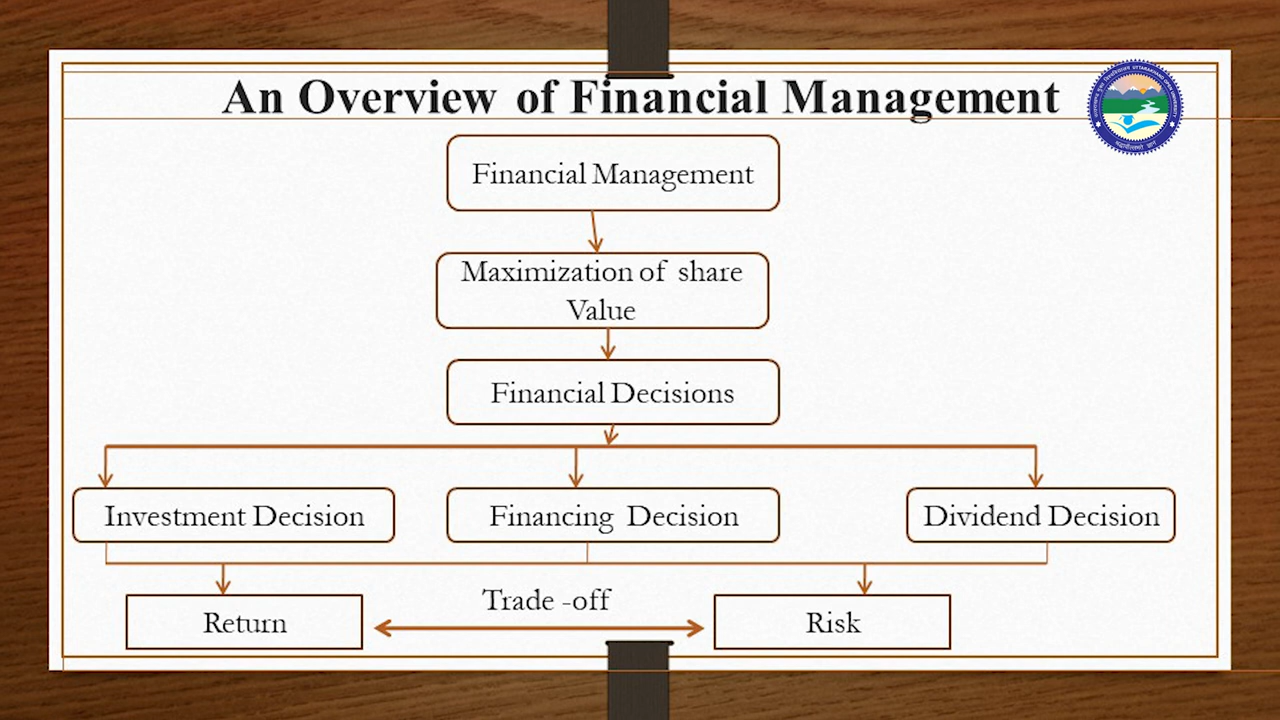 An Overview of Financial Management
Financial Management
Maximization of share
Value
Financial Decisions
Investment Decision
Financing Decision
Dividend Decision
Trade -off
Return
Risk